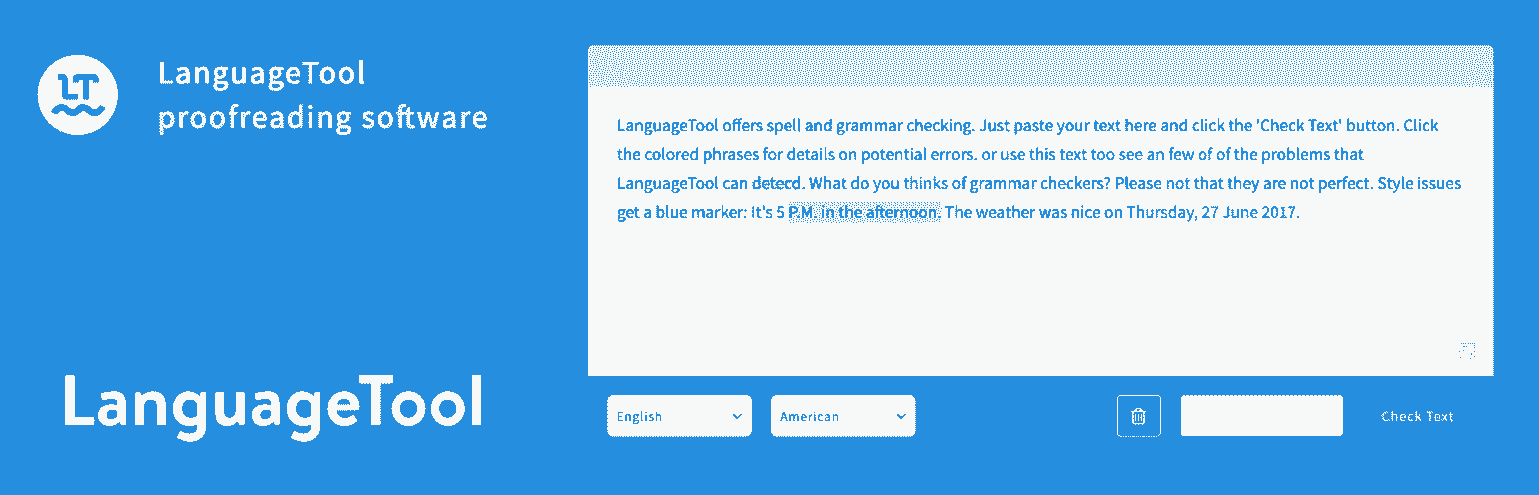 LT
LanguageTool
proofreading software
LanguageTool
LanguageTool offers spell and grammar checking. Just paste your text here and click the 'Check Text' button. Click
the colored phrases for details on potential errors. or use this text too see an few of of the problems that
LanguageTool can detecd. What do you thinks of grammar checkers? Please not that they are not perfect. Style issues
get a blue marker: It's 5 P.M. in the afternoon. The weather was nice on Thursday, 27 June 2017.
English
American
Check Text